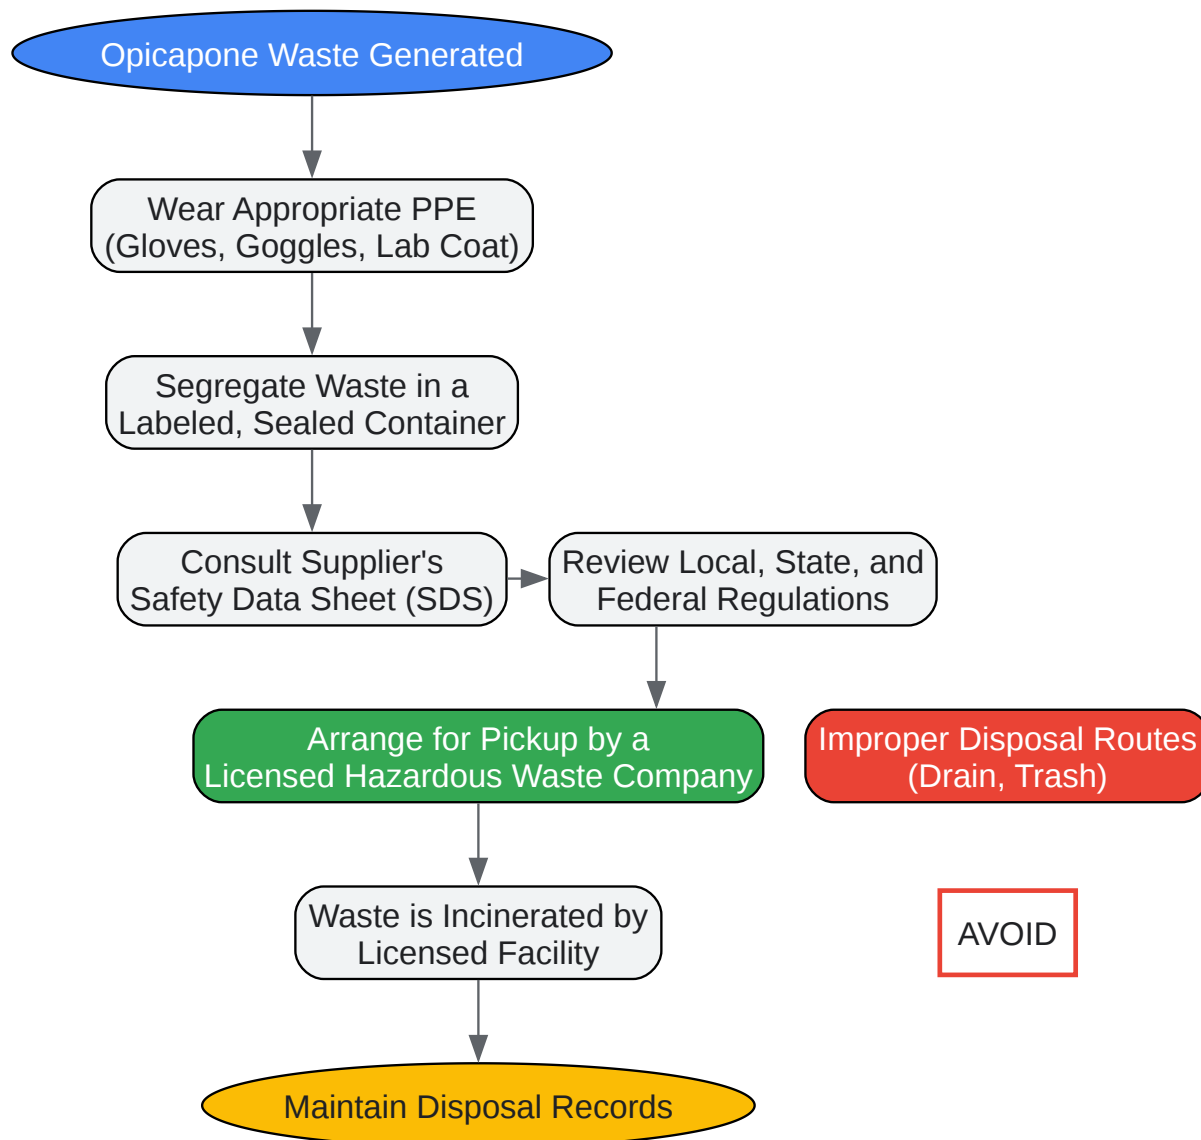 Opicapone Waste Generated
Wear Appropriate PPE
(Gloves, Goggles, Lab Coat)
Segregate Waste in a
Labeled, Sealed Container
Consult Supplier's
Safety Data Sheet (SDS)
Review Local, State, and
Federal Regulations
Arrange for Pickup by a
Licensed Hazardous Waste Company
Improper Disposal Routes
(Drain, Trash)
Waste is Incinerated by
Licensed Facility
AVOID
Maintain Disposal Records